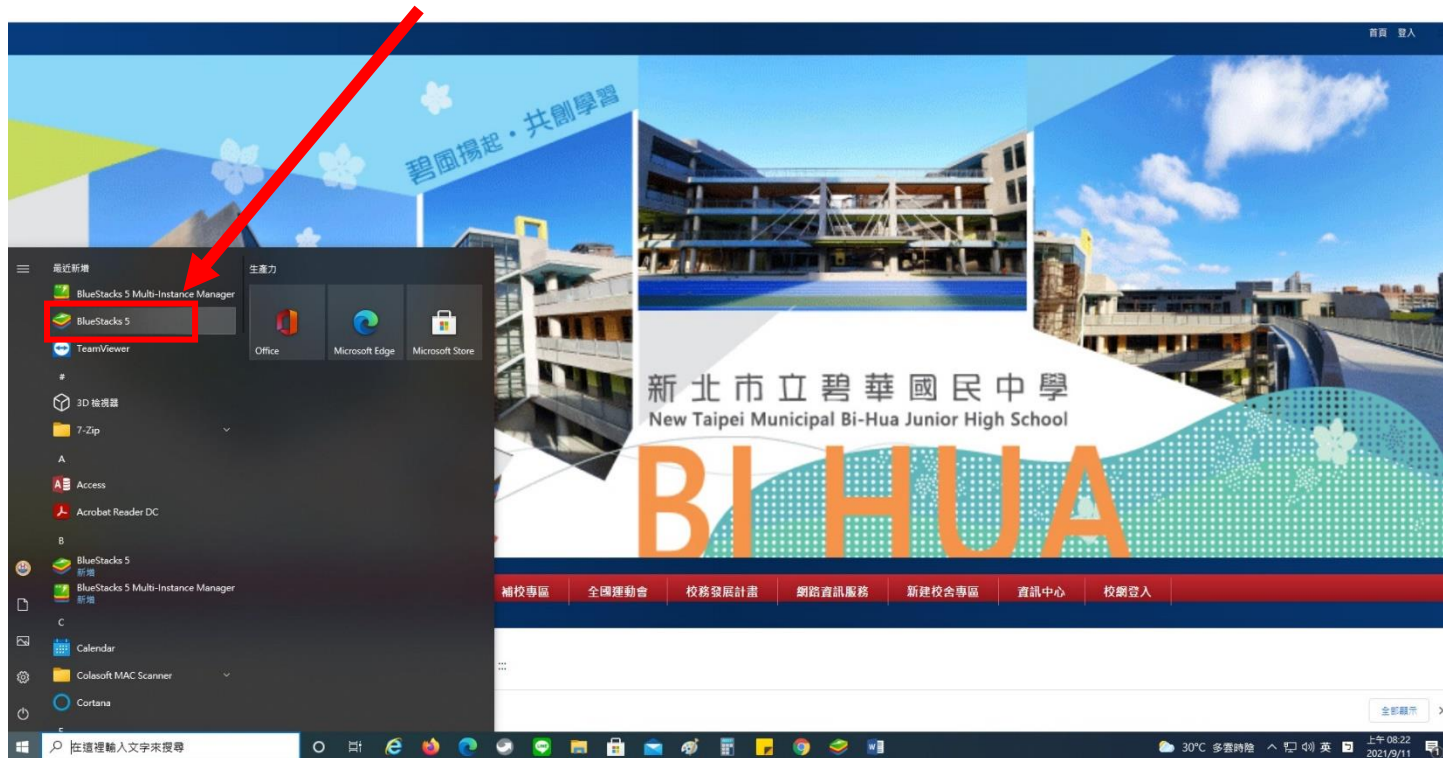 首頁 登入
碧風揚起・共創學習
新北市立碧華國民中學
New Taipei Municipal Bi-Hua Junior High School
BI HUA
最近新增
生產力
BlueStacks 5 Multi-Instance Manager
BlueStacks 5
TeamViewer
Office
Microsoft Edge
Microsoft Store
#
3D 檢視器
7-Zip
A
Access
Acrobat Reader DC
B
BlueStacks 5
新增
BlueStacks 5 Multi-Instance Manager
新增
補校專區
全國運動會
校務發展計畫
網路資訊服務
新建校舍專區
資訊中心
校網登入
C
Calendar
Colasoft MAC Scanner
Cortana
:::
全部顯示
在這裡輸入文字來搜尋
30°C 多雲時陰
英
上午 08:22
2021/9/11